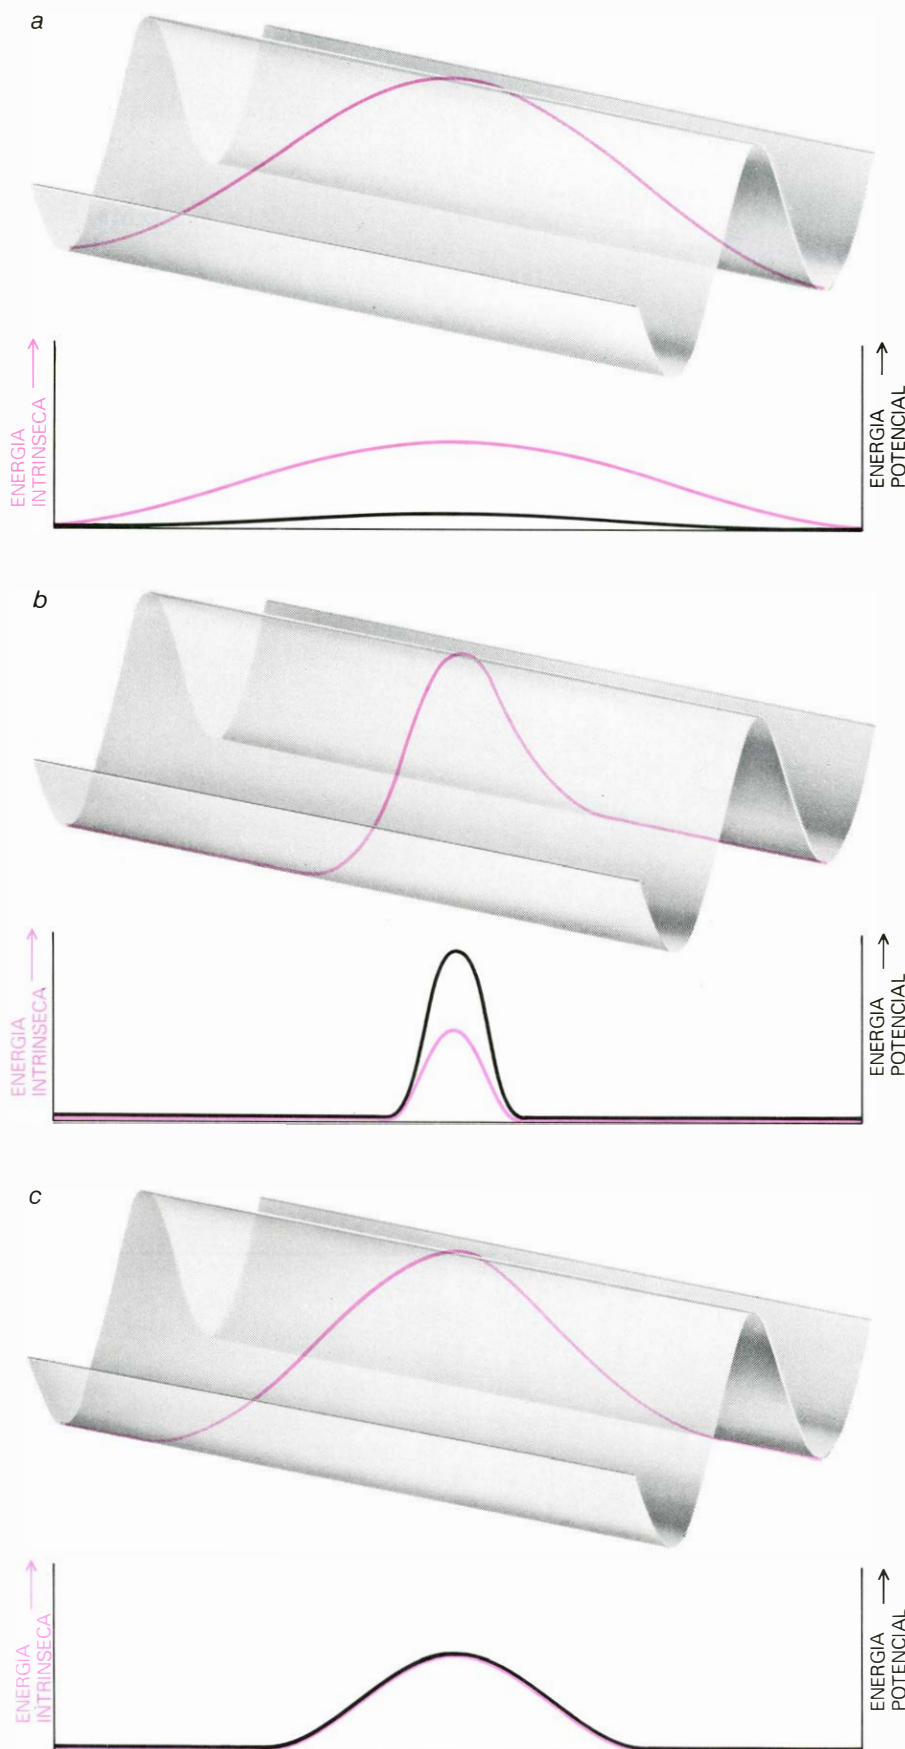 a
ENERGIA
INTRINSECA
ENERGIA
POTENCIAL
b
ENERGIA
INTRINSECA
ENERGIA
POTENCIAL
c
ENERGIA
INTRINSECA
ENERGIA
POTENCIAL